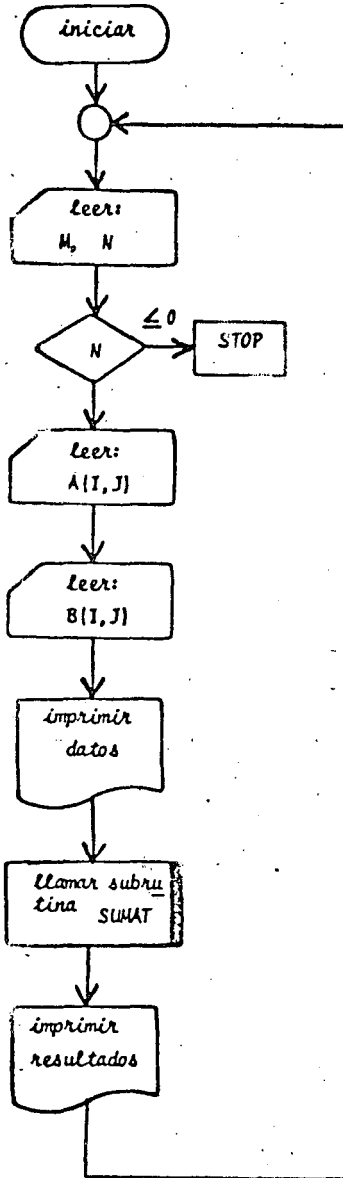 iniciar
leer:
M, N
N
≤ 0
STOP
leer:
A(I,J)
leer:
B(I,J)
imprimir
datos
llamar subru
tina SUMAT
imprimir
resultados